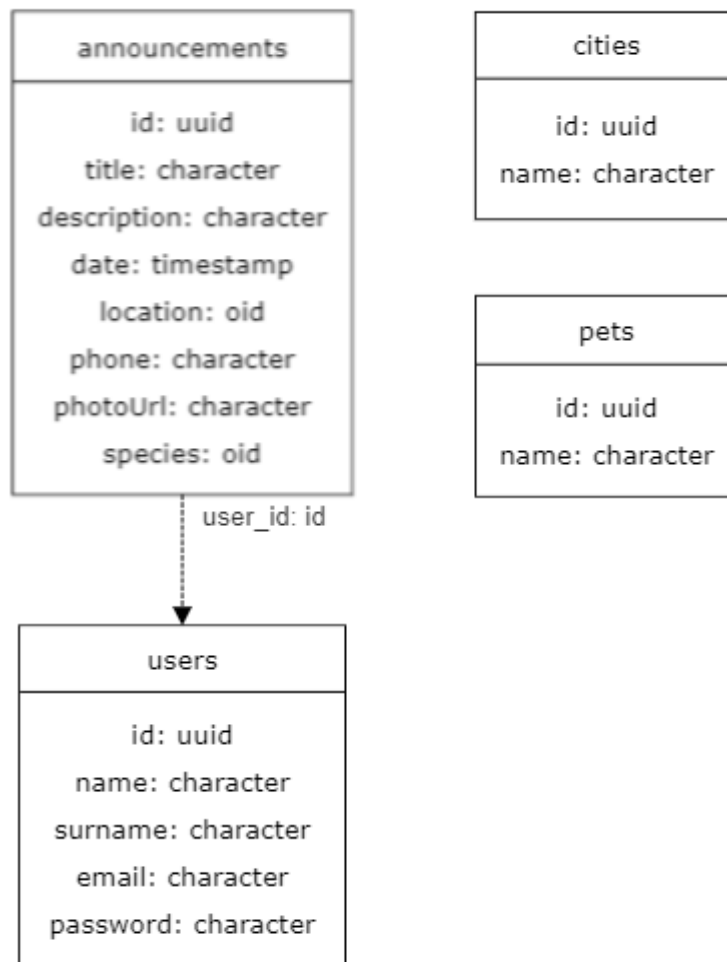 announcements
id: uuid
title: character
description: character
date: timestamp
location: oid
phone: character
photoUrl: character
species: oid
user_id: id
users
id: uuid
name: character
surname: character
email: character
password: character
cities
id: uuid
name: character
pets
id: uuid
name: character